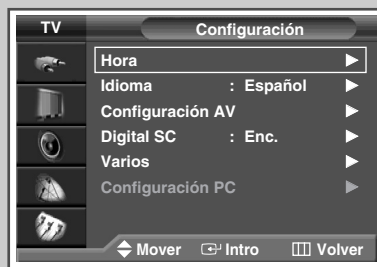 TV Configuración
Hora
Idioma : Español
Configuración AV
Digital SC : Enc.
Varios
Configuración PC
Mover Intro Volver